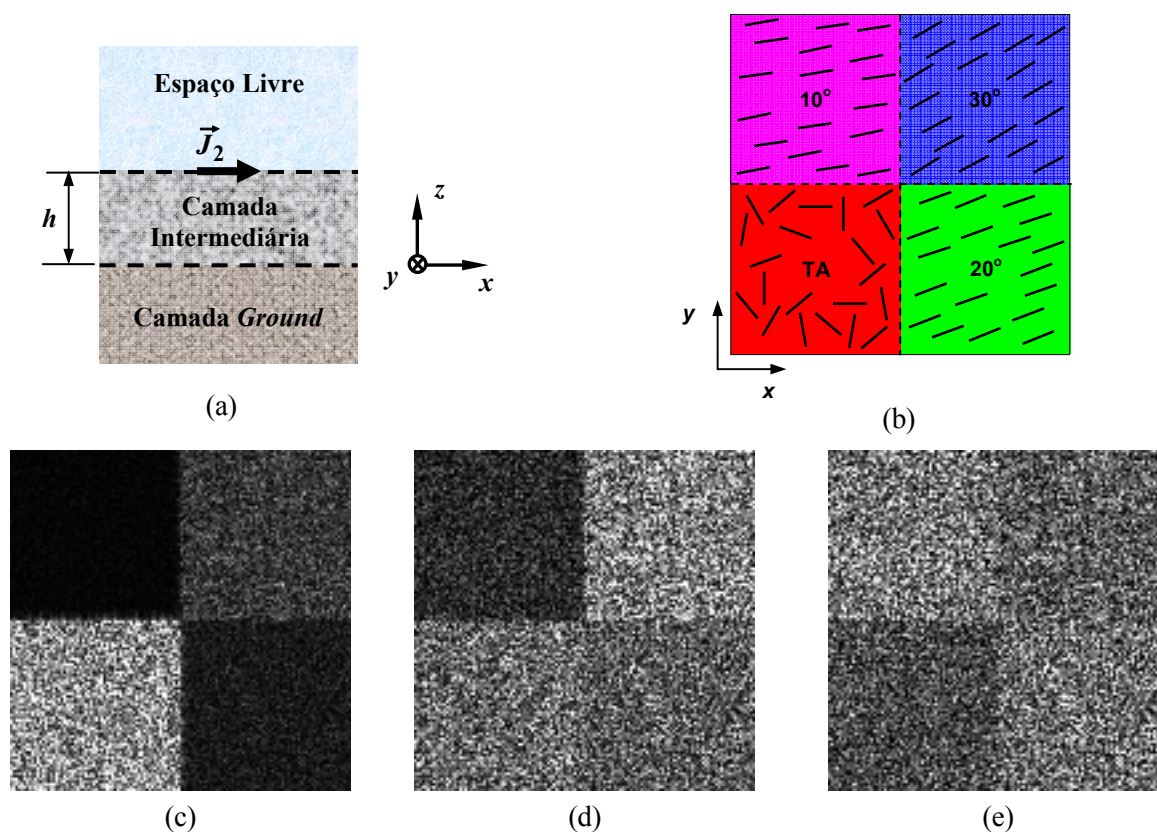 Espaço Livre
J₂
h
Camada
Intermediária
Camada Ground
z
y
x
(a)
10°
30°
TA
20°
y
x
(b)
(c)
(d)
(e)